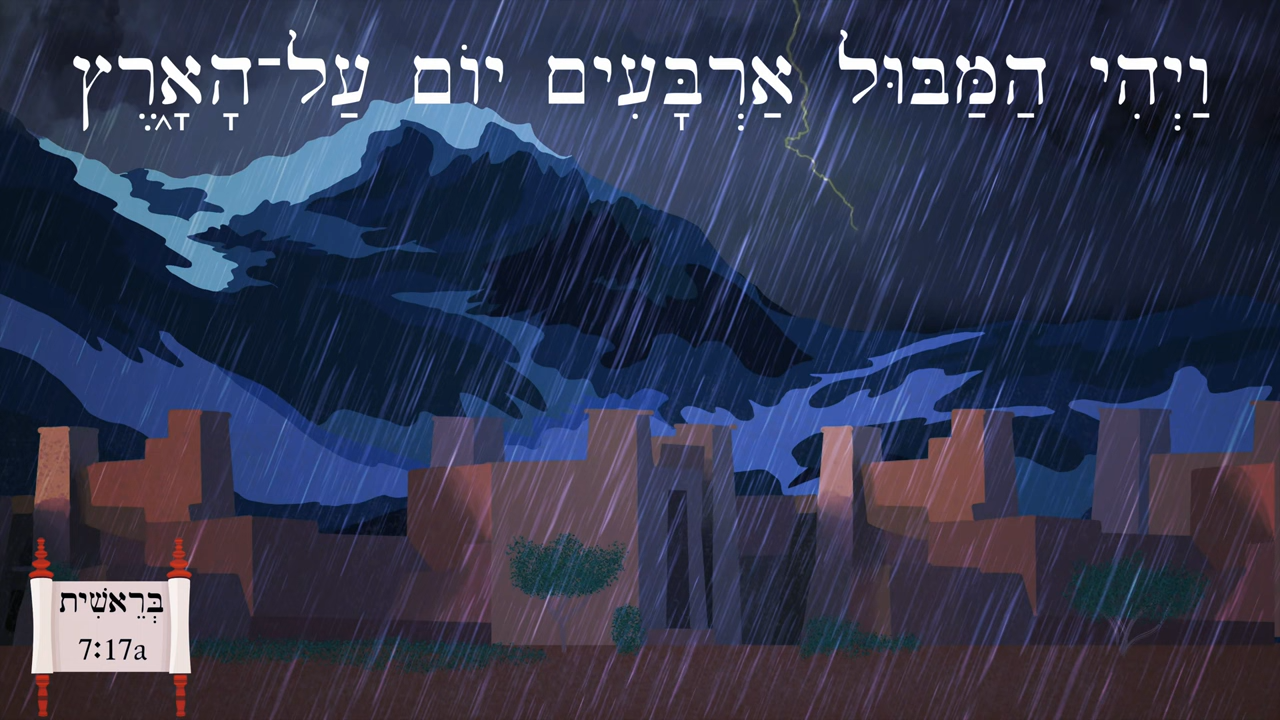 וַיְהִי הַמַּבּוּל אַרְבָּעִים יוֹם עַל־הָאָ֑רֶץ
בְּרֵאשִׁית
7:17a